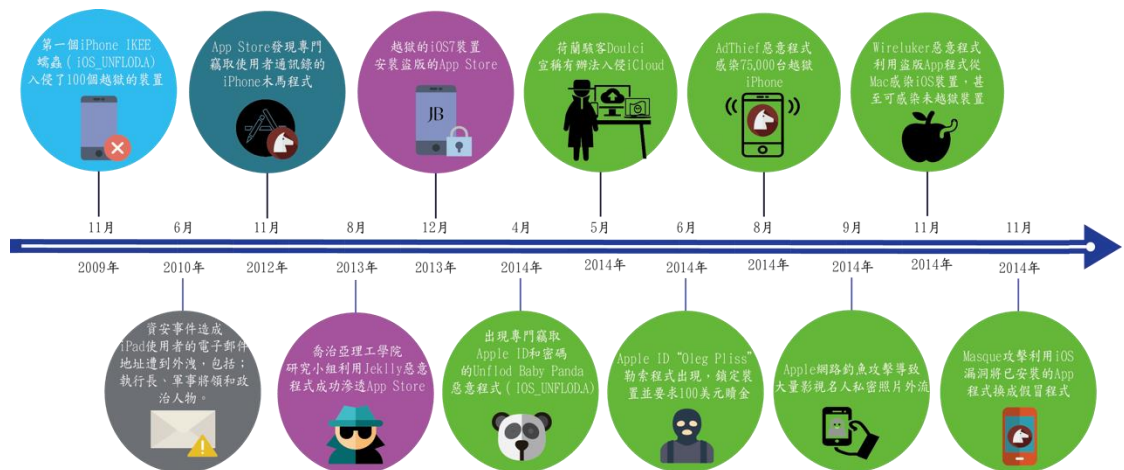 第一個iPhone IKEE
蠕蟲（iOS_UNFLOD.A）
入侵了100個越獄的裝置
App Store發現專門
竊取使用者通訊錄的
iPhone木馬程式
越獄的iOS7裝置
安裝盜版的App Store
JB
荷蘭駭客Doulci
宣稱有辦法入侵iCloud
AdThief惡意程式
感染75,000台越獄
iPhone
Wireluker惡意程式
利用盜版App程式從
Mac感染iOS裝置，甚
至可感染未越獄裝置
11月 6月 11月 8月 12月 4月 5月 6月 8月 9月 11月 11月
2009年 2010年 2012年 2013年 2013年 2014年 2014年 2014年 2014年 2014年 2014年 2014年
資安事件造成
iPad使用者的電子郵件
地址遭到外洩，包括：
執行長、軍事將領和政
治人物。
喬治亞理工學院
研究小組利用Jeklly惡意
程式成功滲透App Store
出現專門竊取
Apple ID和密碼
的Unflod Baby Panda
惡意程式（IOS_UNFLOD.A）
Apple ID “Oleg Pliss”
勒索程式出現，鎖定裝
置並要求100美元贖金
Apple網路釣魚攻擊導致
大量影視名人私密照片外流
Masque攻擊利用iOS
漏洞將已安裝的App
程式換成假冒程式